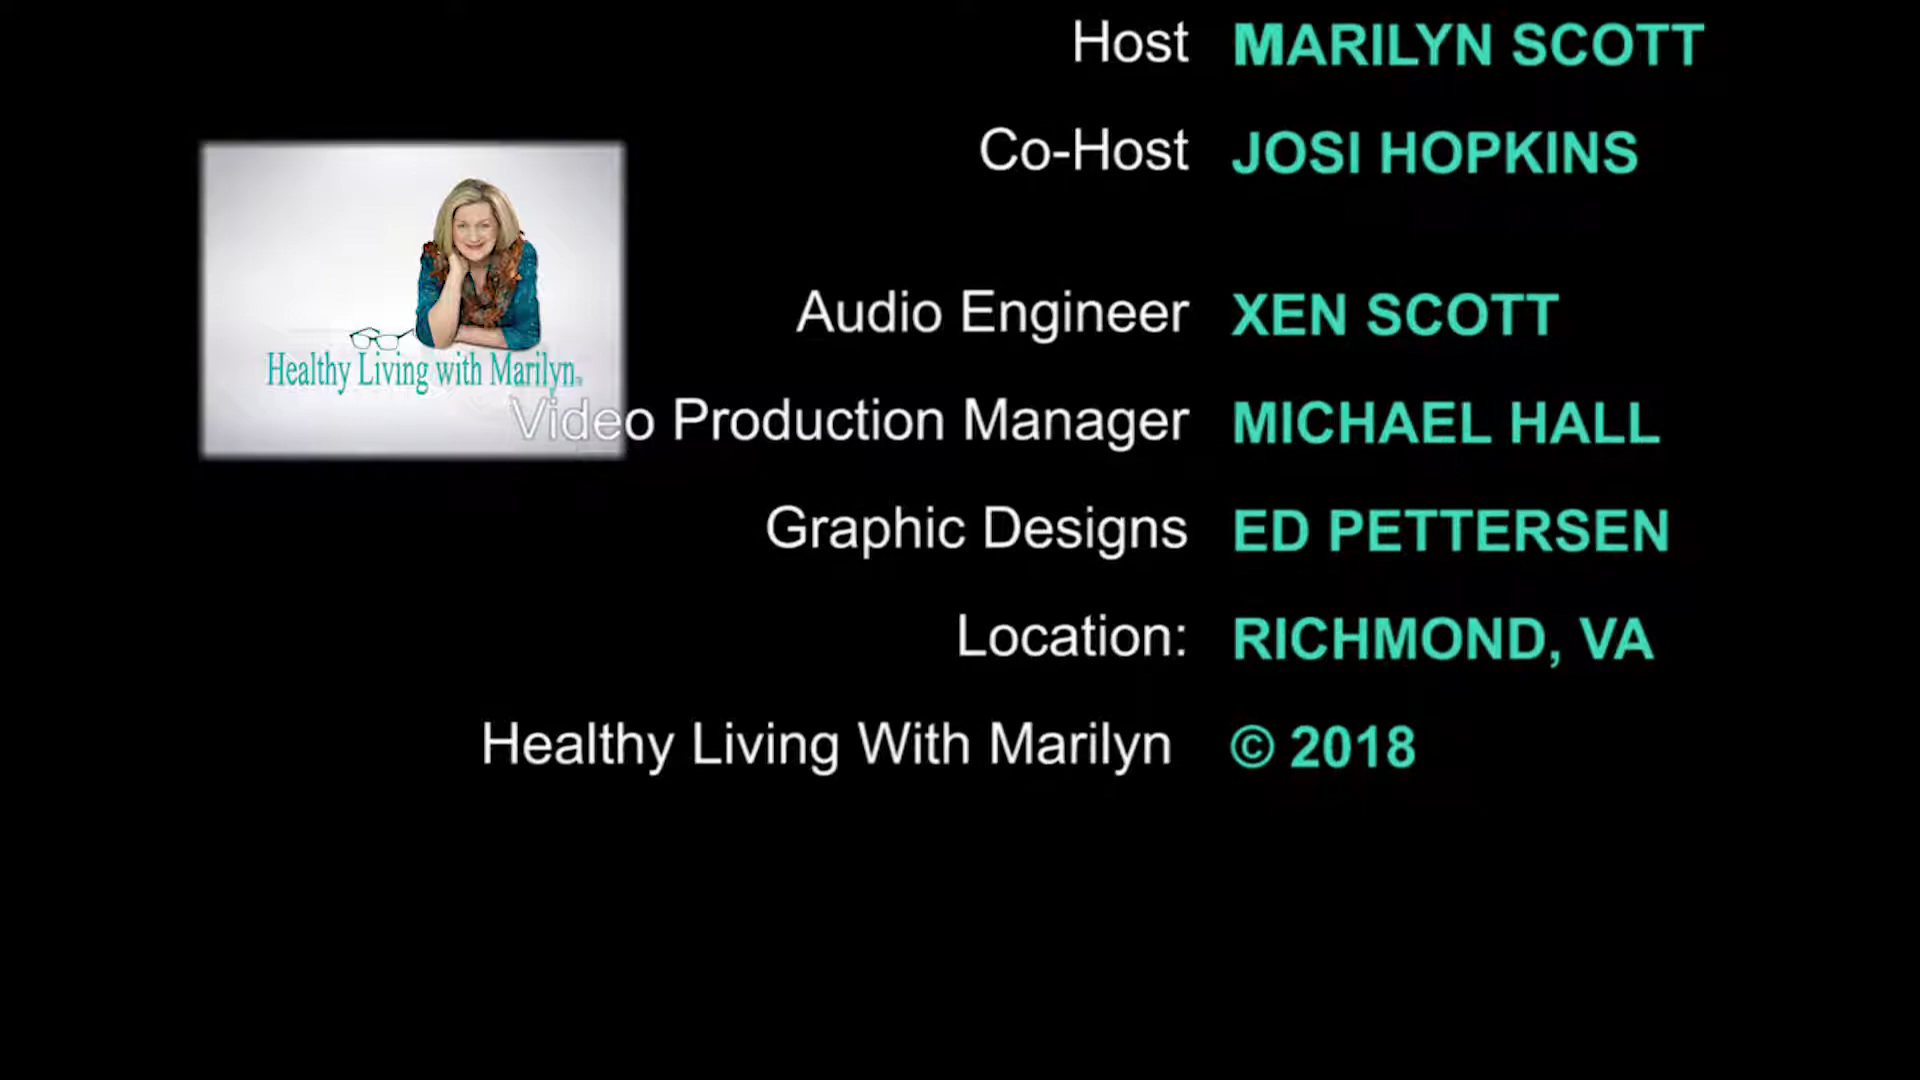 Host MARILYN SCOTT
Co-Host JOSI HOPKINS
Audio Engineer XEN SCOTT
Healthy Living with Marilyn
Video Production Manager MICHAEL HALL
Graphic Designs ED PETTERSEN
Location: RICHMOND, VA
Healthy Living With Marilyn © 2018